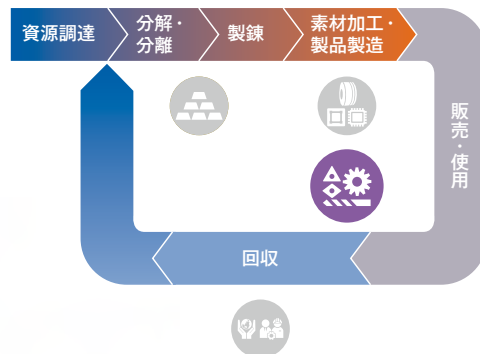 資源調達
分解・
分離
製錬
素材加工・
製品製造
販売・使用
回収